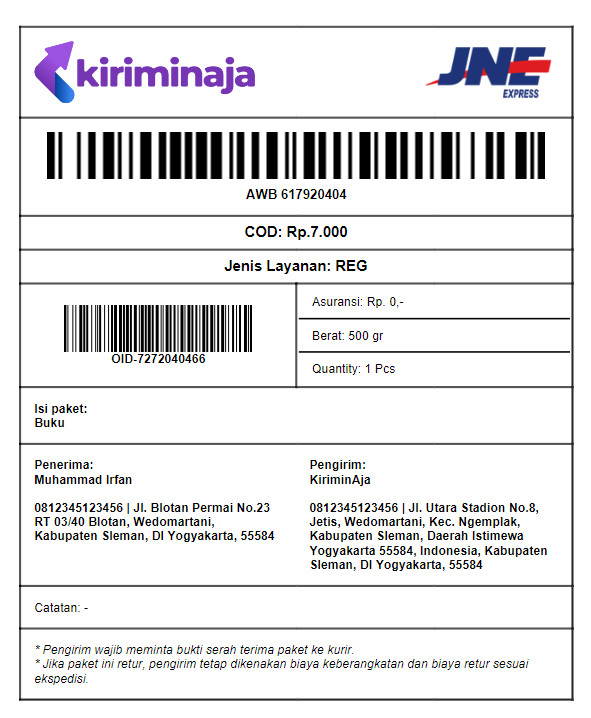 kiriminaja
JNE
EXPRESS
AWB 617920404
COD: Rp.7.000
Jenis Layanan: REG
OID-7272040466
Asuransi: Rp. 0,-
Berat: 500 gr
Quantity: 1 Pcs
Isi paket:
Buku
Penerima:
Muhammad Irfan
0812345123456 | Jl. Blotan Permai No.23
RT 03/40 Blotan, Wedomartani,
Kabupaten Sleman, DI Yogyakarta, 55584
Pengirim:
KiriminAja
0812345123456 | Jl. Utara Stadion No.8,
Jetis, Wedomartani, Kec. Ngemplak,
Kabupaten Sleman, Daerah Istimewa
Yogyakarta 55584, Indonesia, Kabupaten
Sleman, DI Yogyakarta, 55584
Catatan: -
* Pengirim wajib meminta bukti serah terima paket ke kurir.
* Jika paket ini retur, pengirim tetap dikenakan biaya keberangkatan dan biaya retur sesuai
ekspedisi.